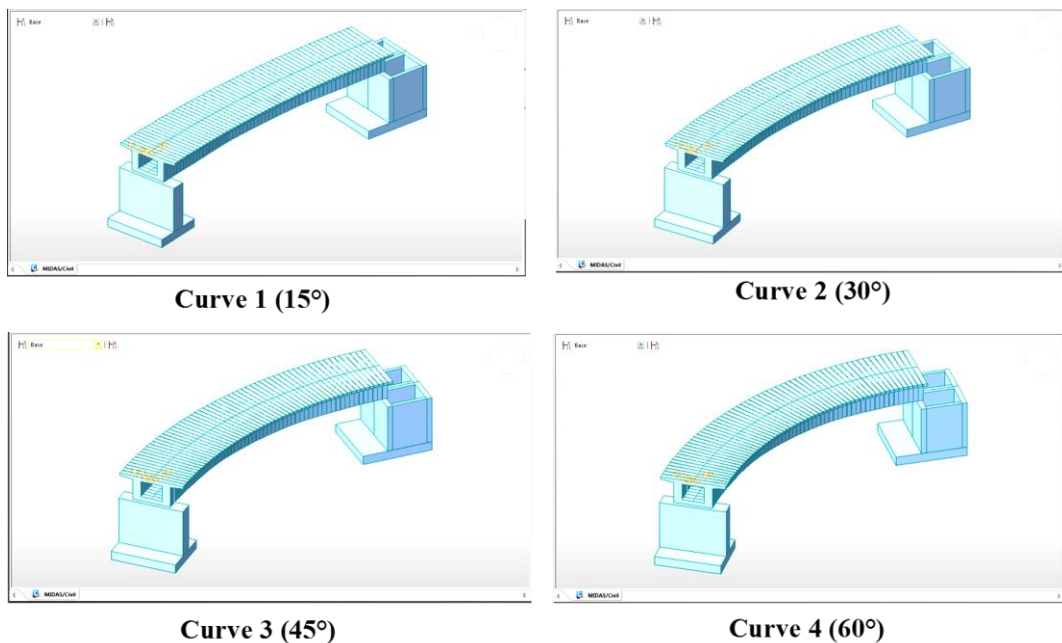 Base
Base
MIDAS/Civil
MIDAS/Civil
Curve 1 (15°)
Curve 2 (30°)
Base
Base
MIDAS/Civil
MIDAS/Civil
Curve 3 (45°)
Curve 4 (60°)